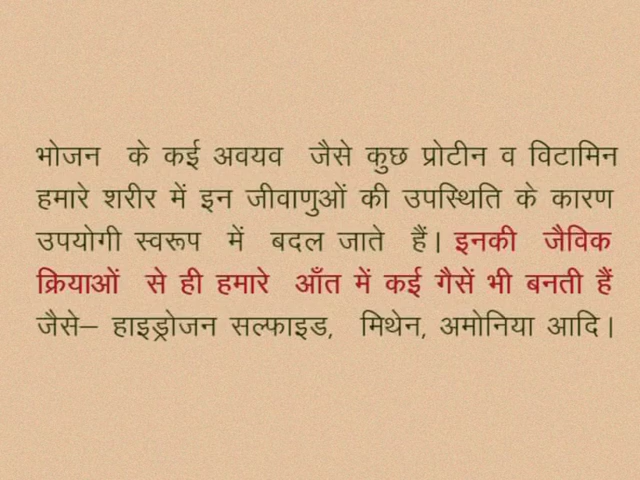 भोजन के कई अवयव जैसे कुछ प्रोटीन व विटामिन
हमारे शरीर में इन जीवाणुओं की उपस्थिति के कारण
उपयोगी स्वरूप में बदल जाते हैं। इनकी जैविक
क्रियाओं से ही हमारे आँत में कई गैसें भी बनती हैं
जैसे– हाइड्रोजन सल्फाइड, मिथेन, अमोनिया आदि।